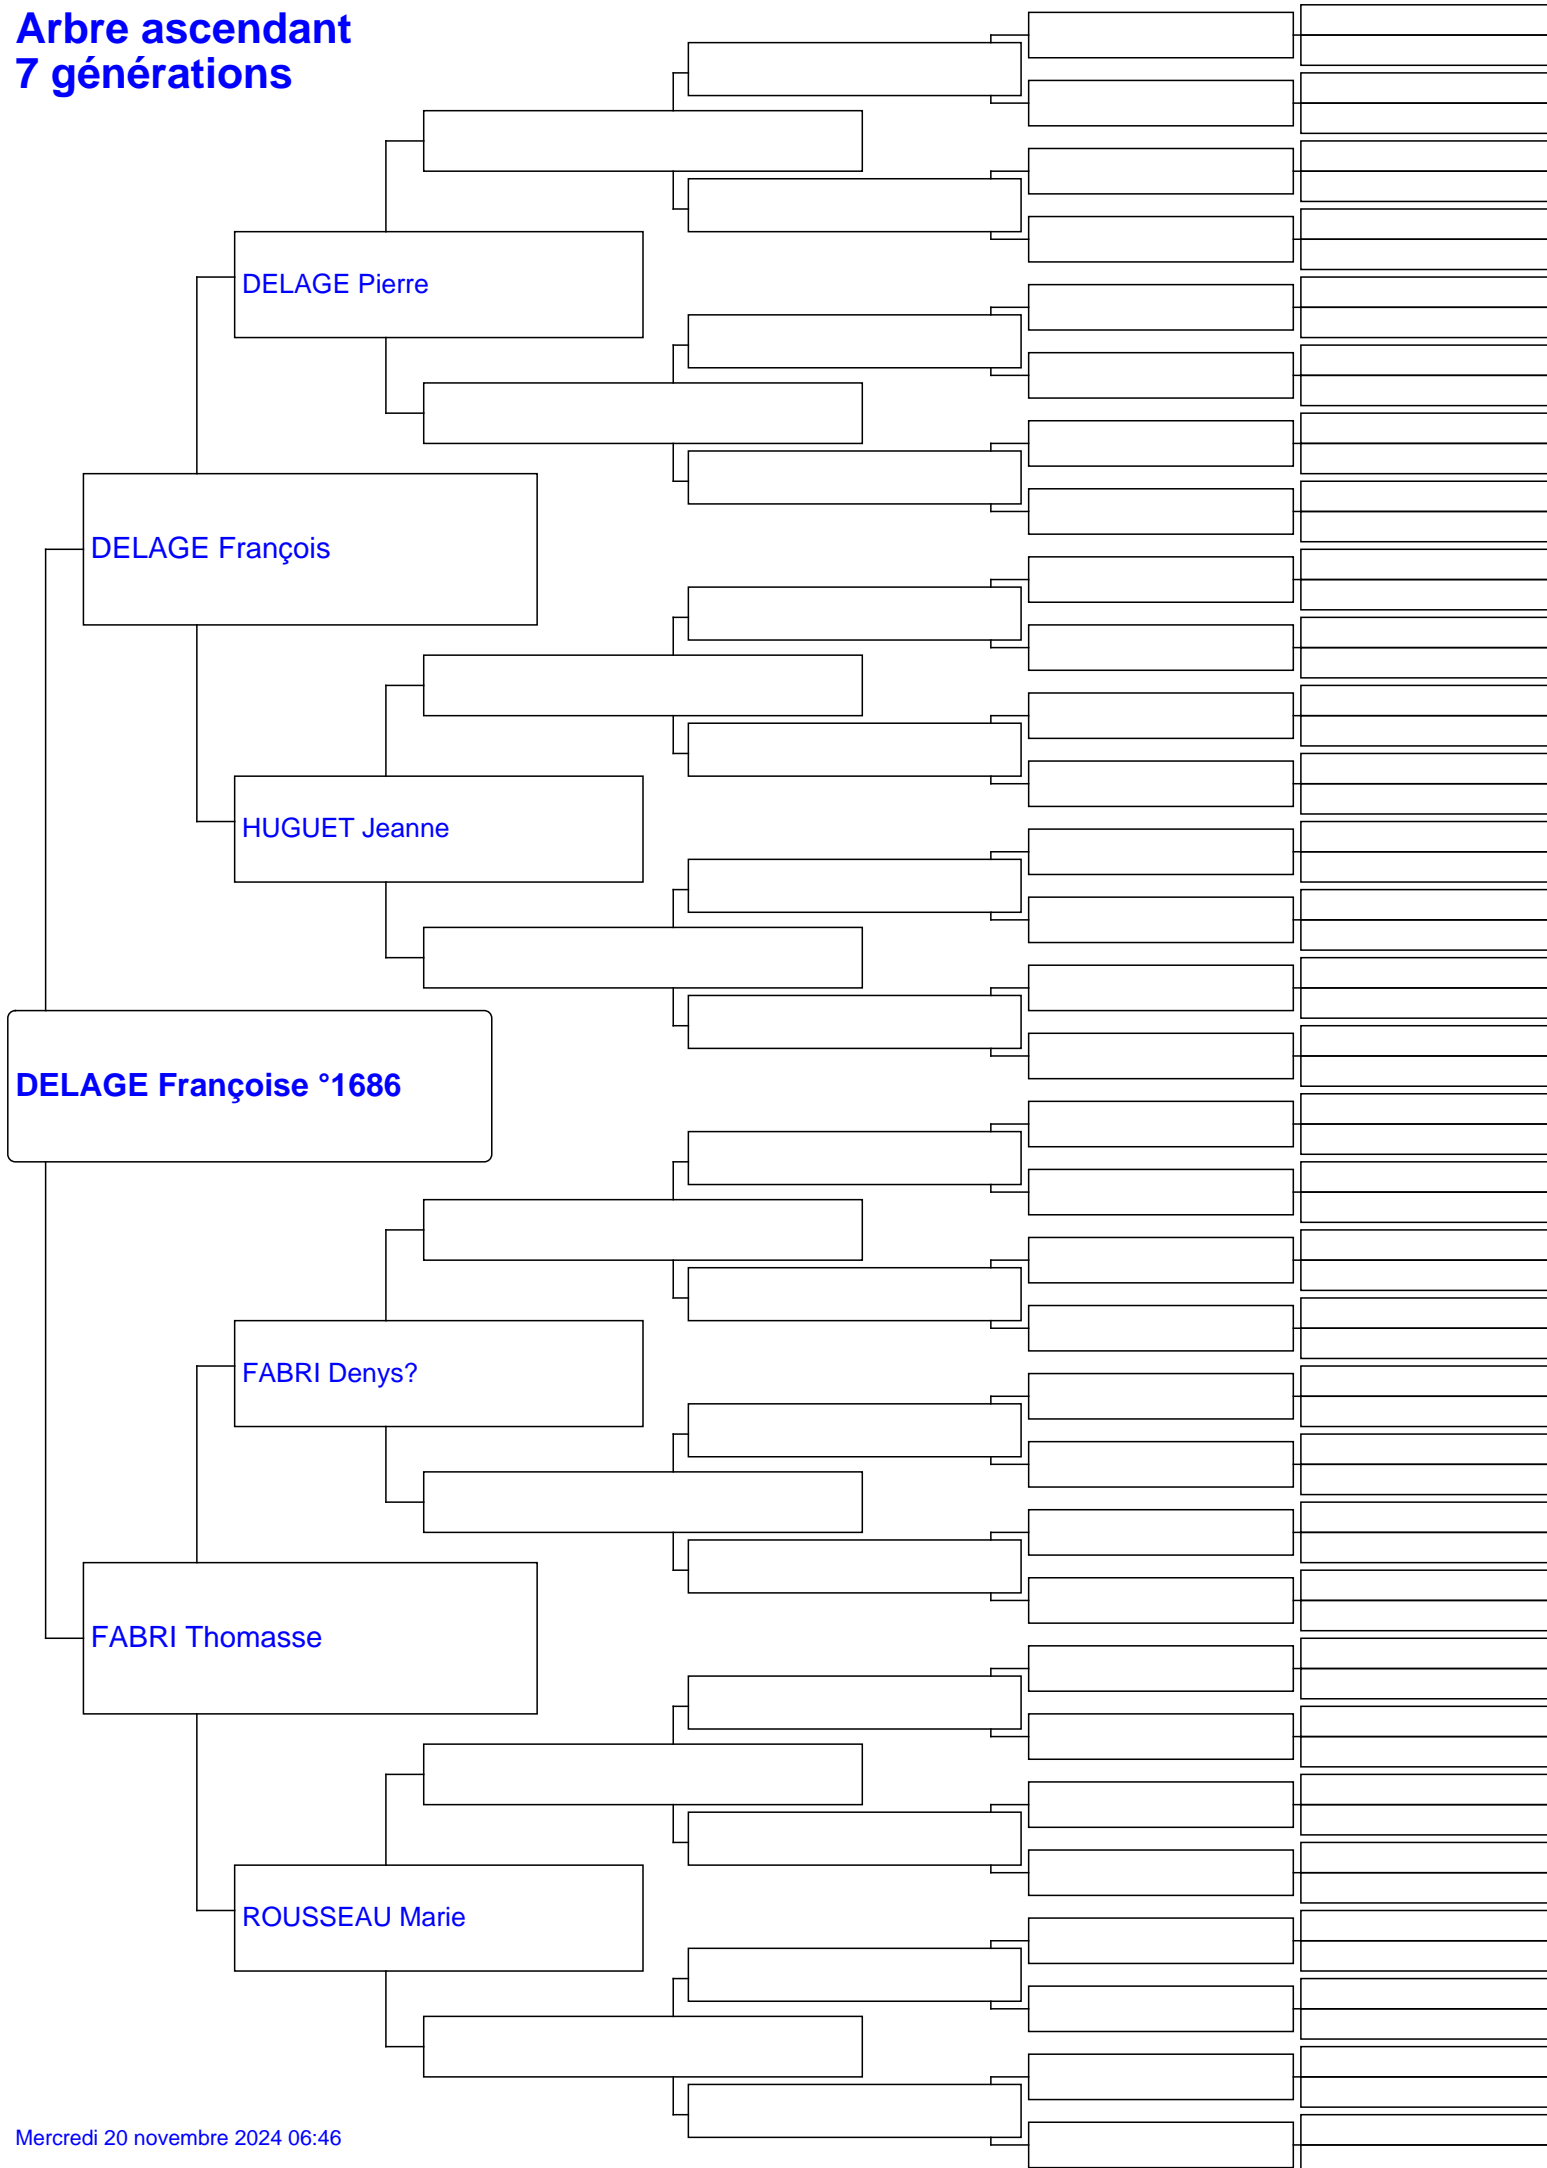 Arbre ascendant
7 générations
DELAGE Pierre
DELAGE François
HUGUET Jeanne
DELAGE Françoise °1686
FABRI Denys?
FABRI Thomasse
ROUSSEAU Marie
Mercredi 20 novembre 2024 06:46